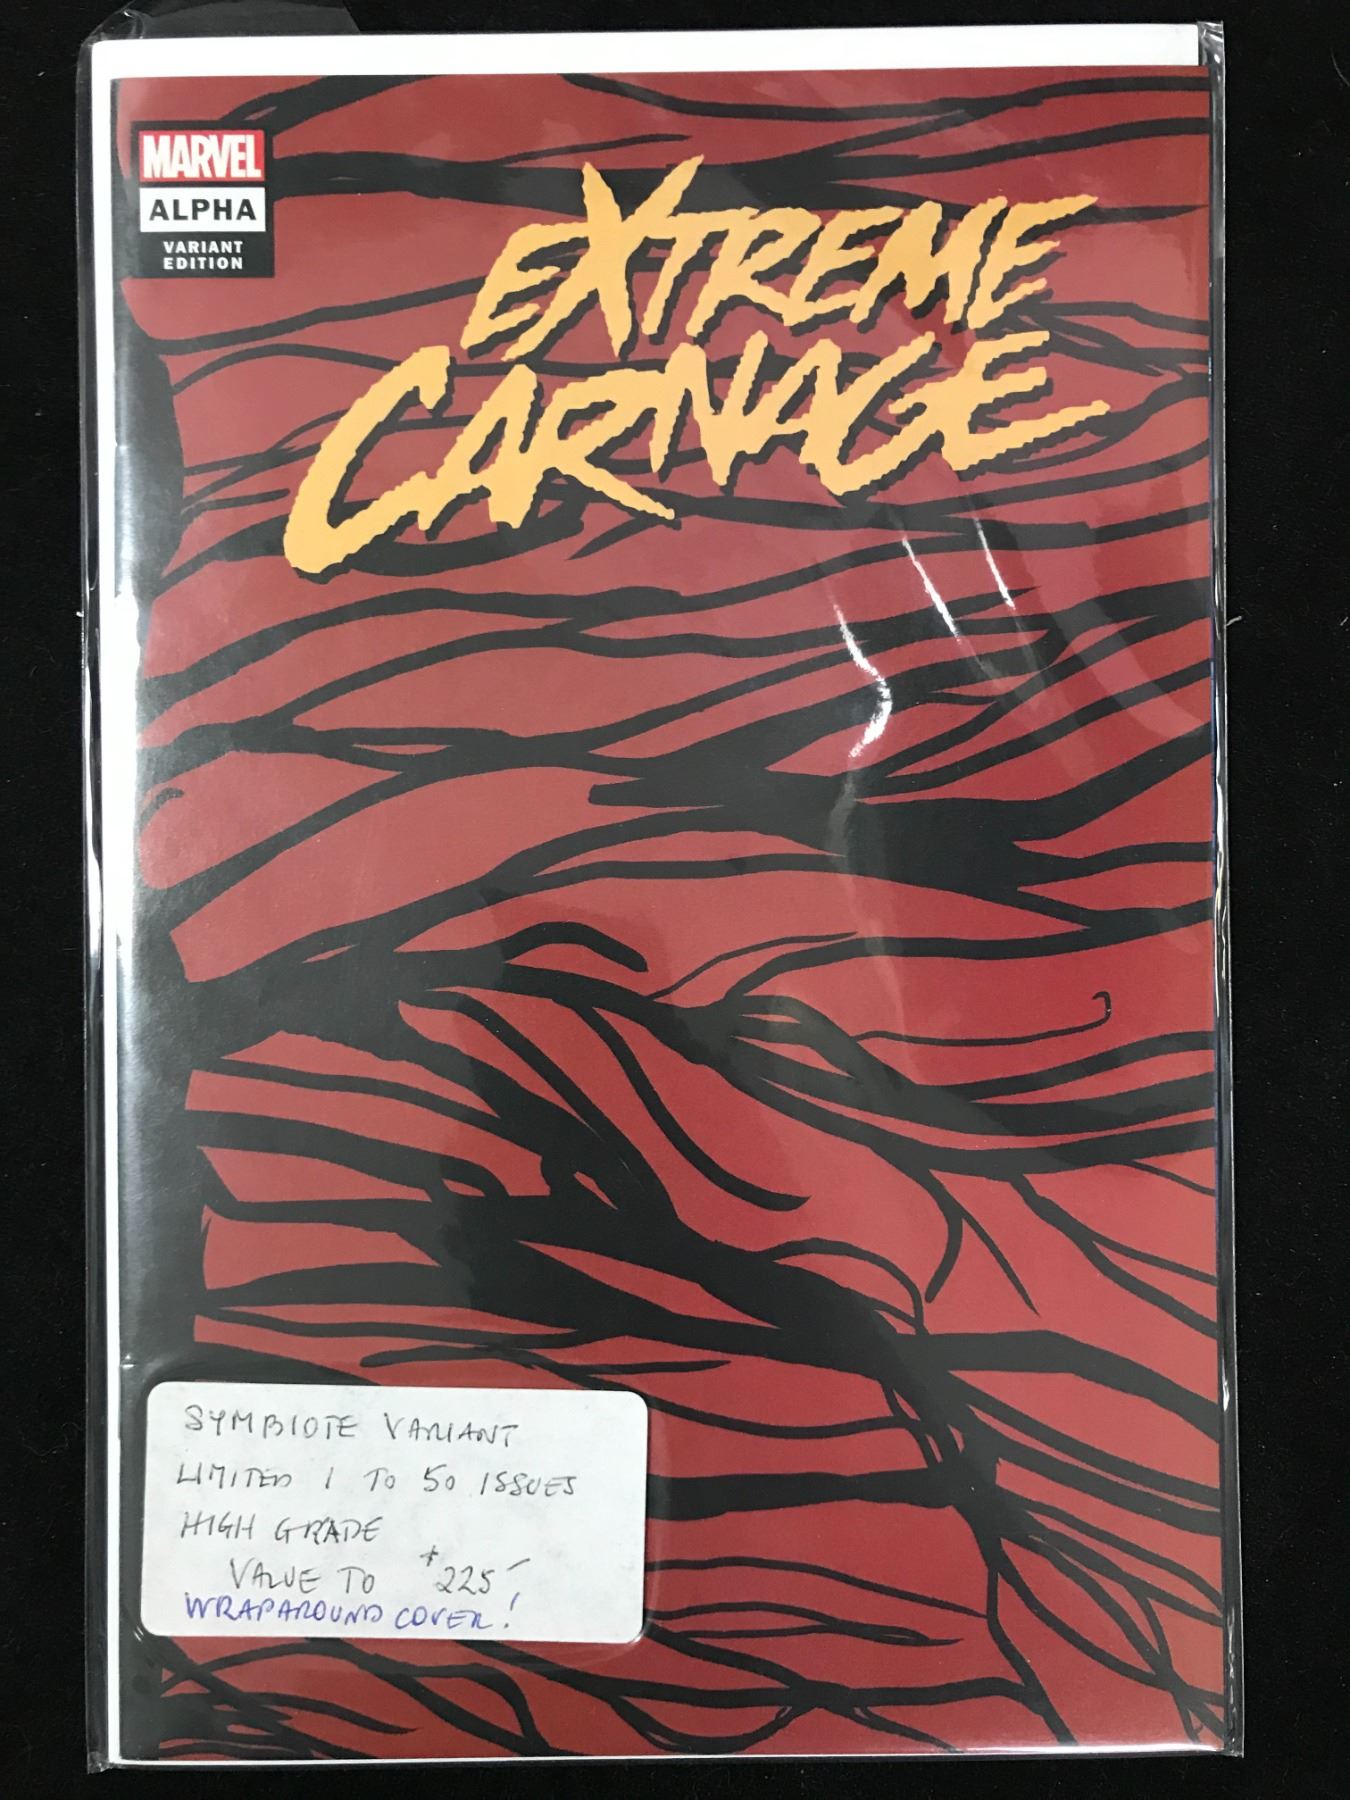 MARVEL
ALPHA
VARIANT
EDITION
EXTREME
CARNAGE
SYMBIOTE VARIANT
LIMITED 1 TO 50 ISSUES
HIGH GRADE
VALUE TO $225!
WRAPAROUND COVER!